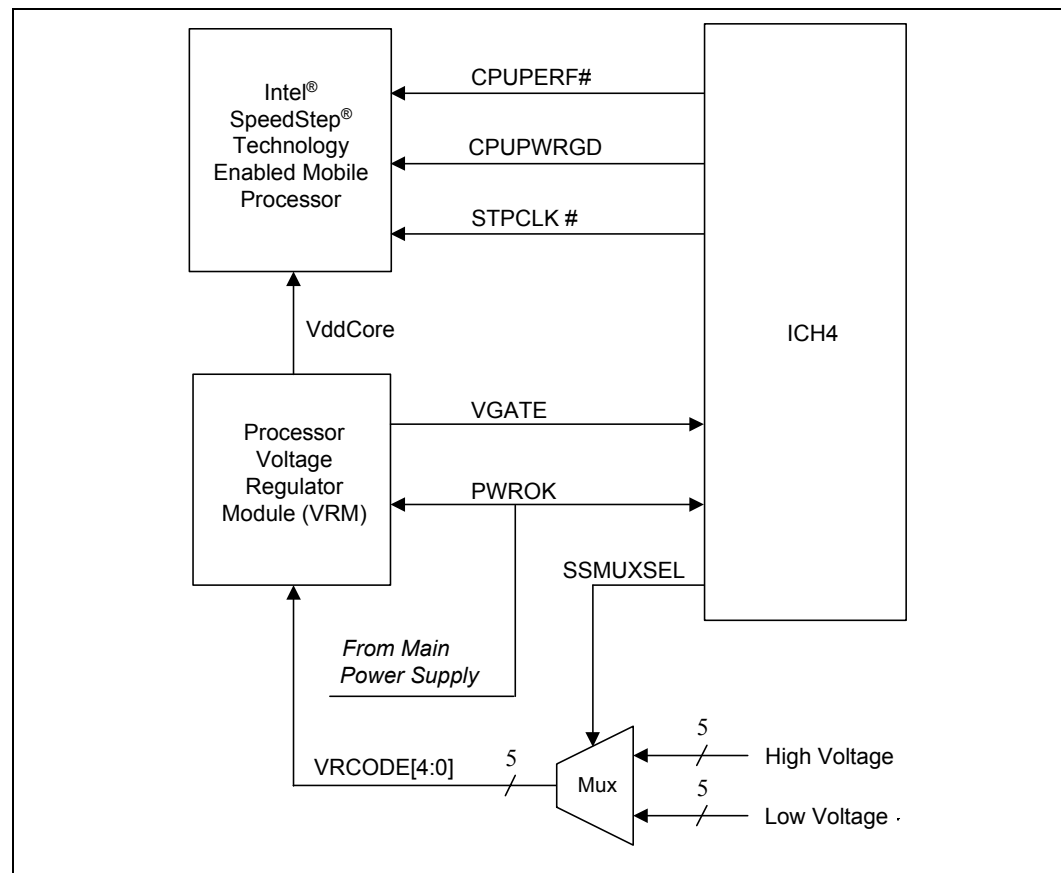 Intel®
SpeedStep®
Technology
Enabled Mobile
Processor
CPUPERF#
CPUPWRGD
STPCLK #
ICH4
VddCore
Processor
Voltage
Regulator
Module (VRM)
VGATE
PWROK
SSMUXSEL
From Main
Power Supply
VRCODE[4:0]
5
Mux
5
High Voltage
5
Low Voltage